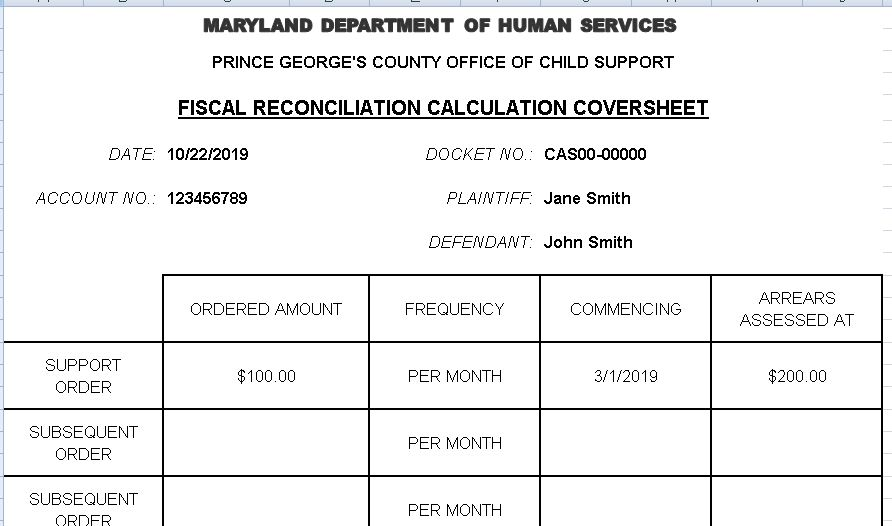 MARYLAND DEPARTMENT OF HUMAN SERVICES
PRINCE GEORGE'S COUNTY OFFICE OF CHILD SUPPORT
FISCAL RECONCILIATION CALCULATION COVERSHEET
DATE: 10/22/2019 DOCKET NO.: CAS00-00000
ACCOUNT NO.: 123456789 PLAINTIFF: Jane Smith
DEFENDANT: John Smith
ORDERED AMOUNT FREQUENCY COMMENCING ARREARS
ASSESSED AT
SUPPORT
ORDER $100.00 PER MONTH 3/1/2019 $200.00
SUBSEQUENT
ORDER PER MONTH
SUBSEQUENT
ORDER PER MONTH